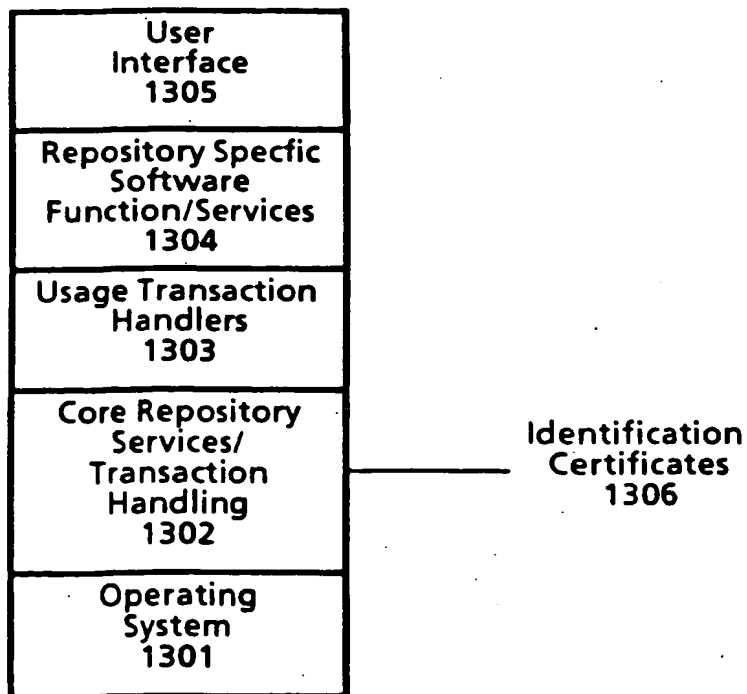 User
Interface
1305
Repository Specfic
Software
Function/Services
1304
Usage Transaction
Handlers
1303
Core Repository
Services/
Transaction
Handling
1302
Identification
Certificates
1306
Operating
System
1301